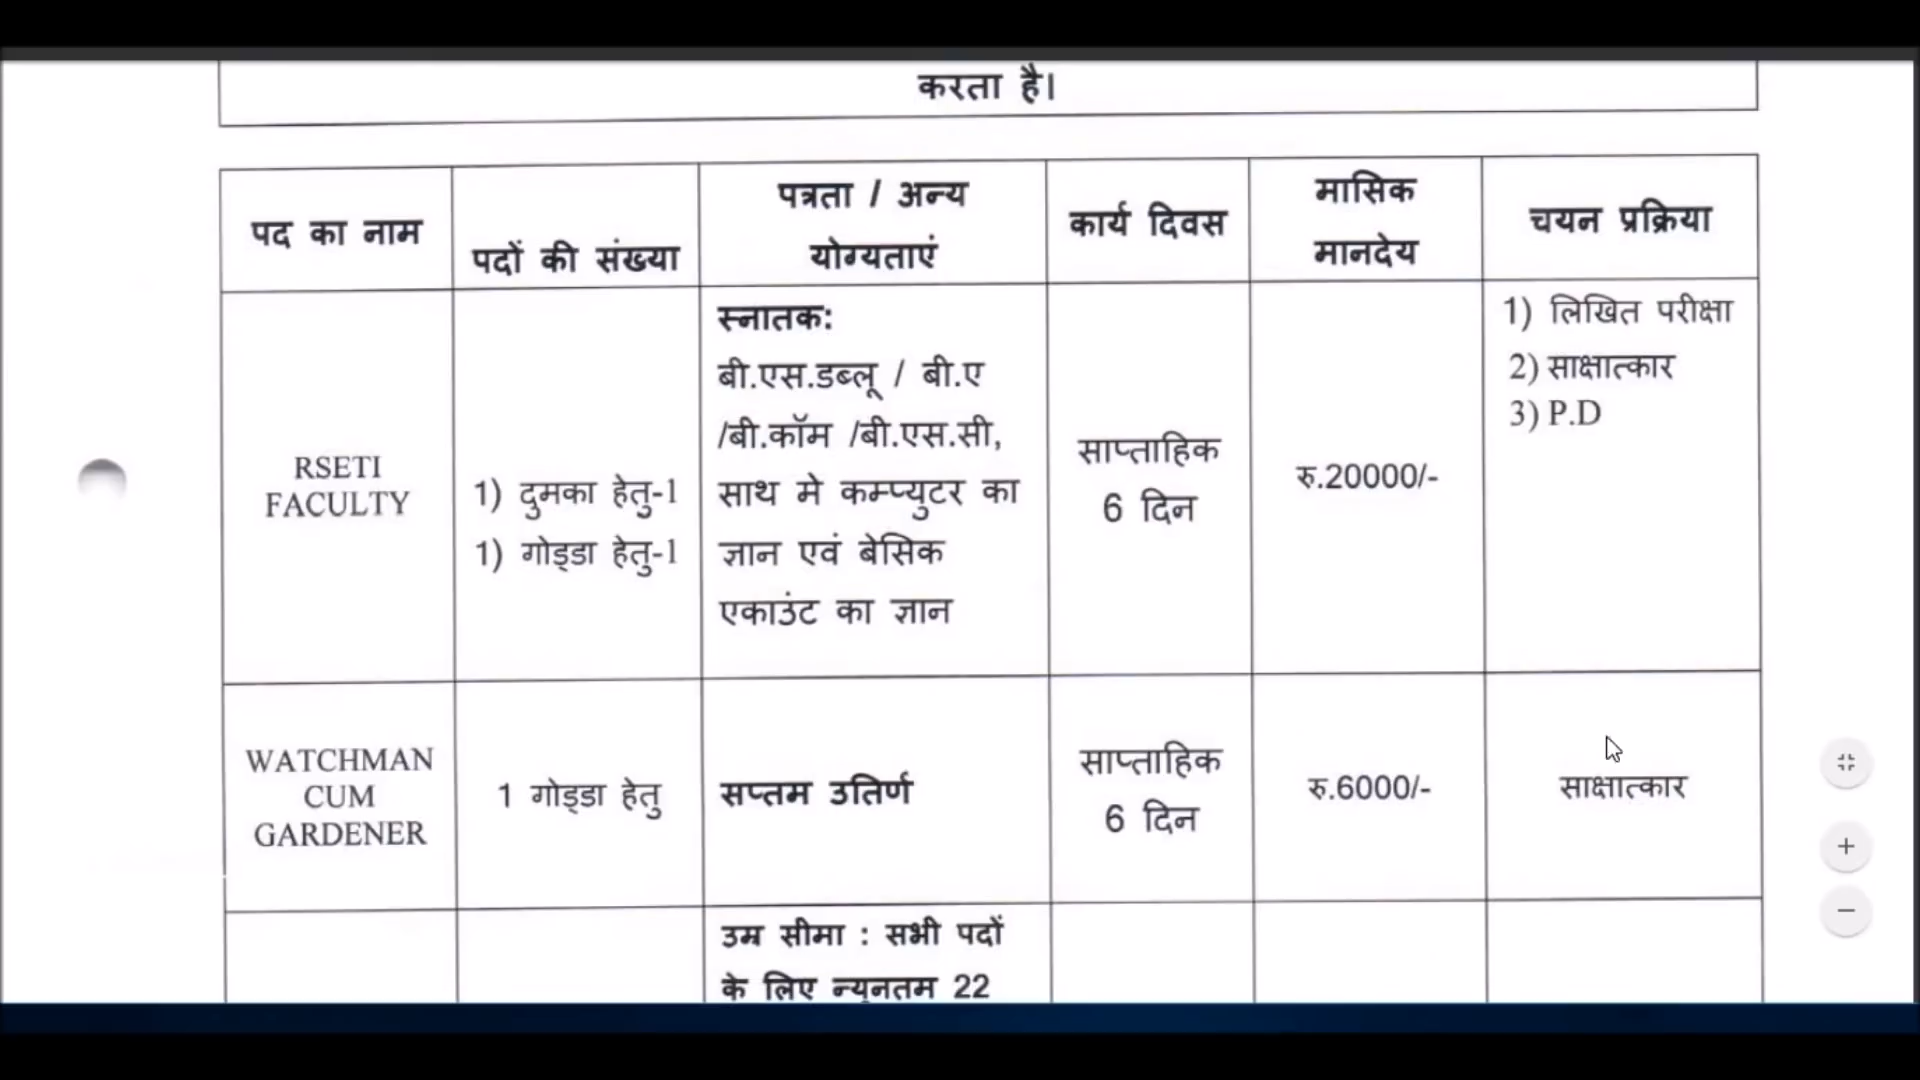 करता है।
पद का नाम
पदों की संख्या
पत्रता / अन्य
योग्यताएं
कार्य दिवस
मासिक
मानदेय
चयन प्रक्रिया
RSETI
FACULTY
1) दुमका हेतु-1
1) गोड्डा हेतु-1
स्नातक:
बी.एस.डब्लू / बी.ए
/बी.कॉम /बी.एस.सी,
साथ मे कम्प्युटर का
ज्ञान एवं बेसिक
एकाउंट का ज्ञान
साप्ताहिक
6 दिन
रु.20000/-
1) लिखित परीक्षा
2) साक्षात्कार
3) P.D
WATCHMAN
CUM
GARDENER
1 गोड्डा हेतु
सप्तम उतिर्ण
साप्ताहिक
6 दिन
रु.6000/-
साक्षात्कार
उम्र सीमा : सभी पदों
के लिए न्यूनतम 22